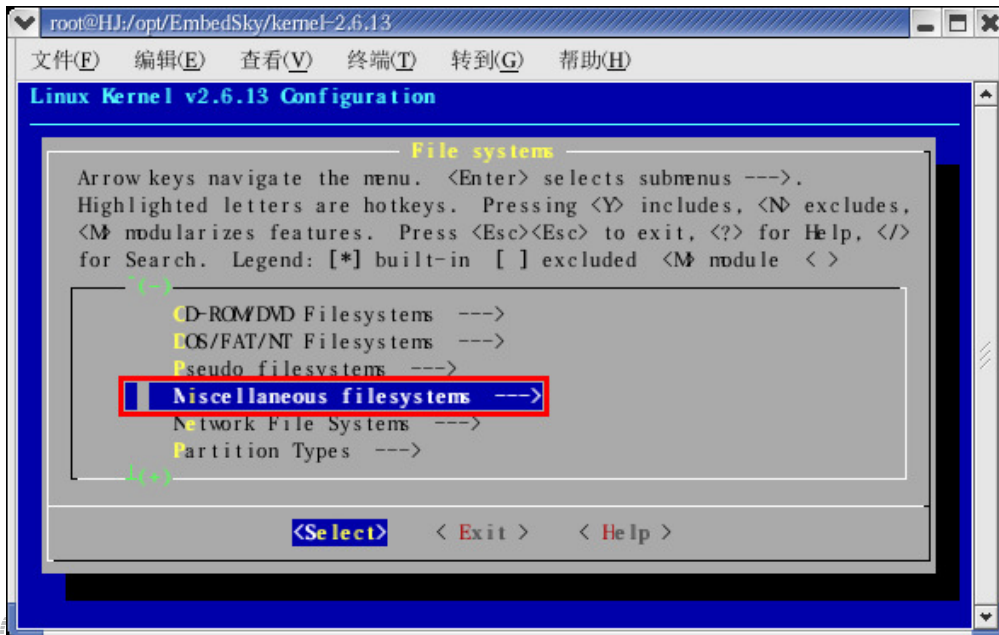 root@HJ:/opt/EmbedSky/kernel-2.6.13
文件(F) 编辑(E) 查看(V) 终端(T) 转到(G) 帮助(H)
Linux Kernel v2.6.13 Configuration
File systems
Arrow keys navigate the menu. <Enter> selects submenus --->.
Highlighted letters are hotkeys. Pressing <Y> includes, <N> excludes,
<M> modularizes features. Press <Esc><Esc> to exit, <?> for Help, </>
for Search. Legend: [*] built-in [ ] excluded <M> module < >
^(-)
CD-ROM/DVD Filesystems --->
DOS/FAT/NT Filesystems --->
Pseudo filesystems --->
Miscellaneous filesystems --->
Network File Systems --->
Partition Types --->
┴(+)
<Select> < Exit > < Help >